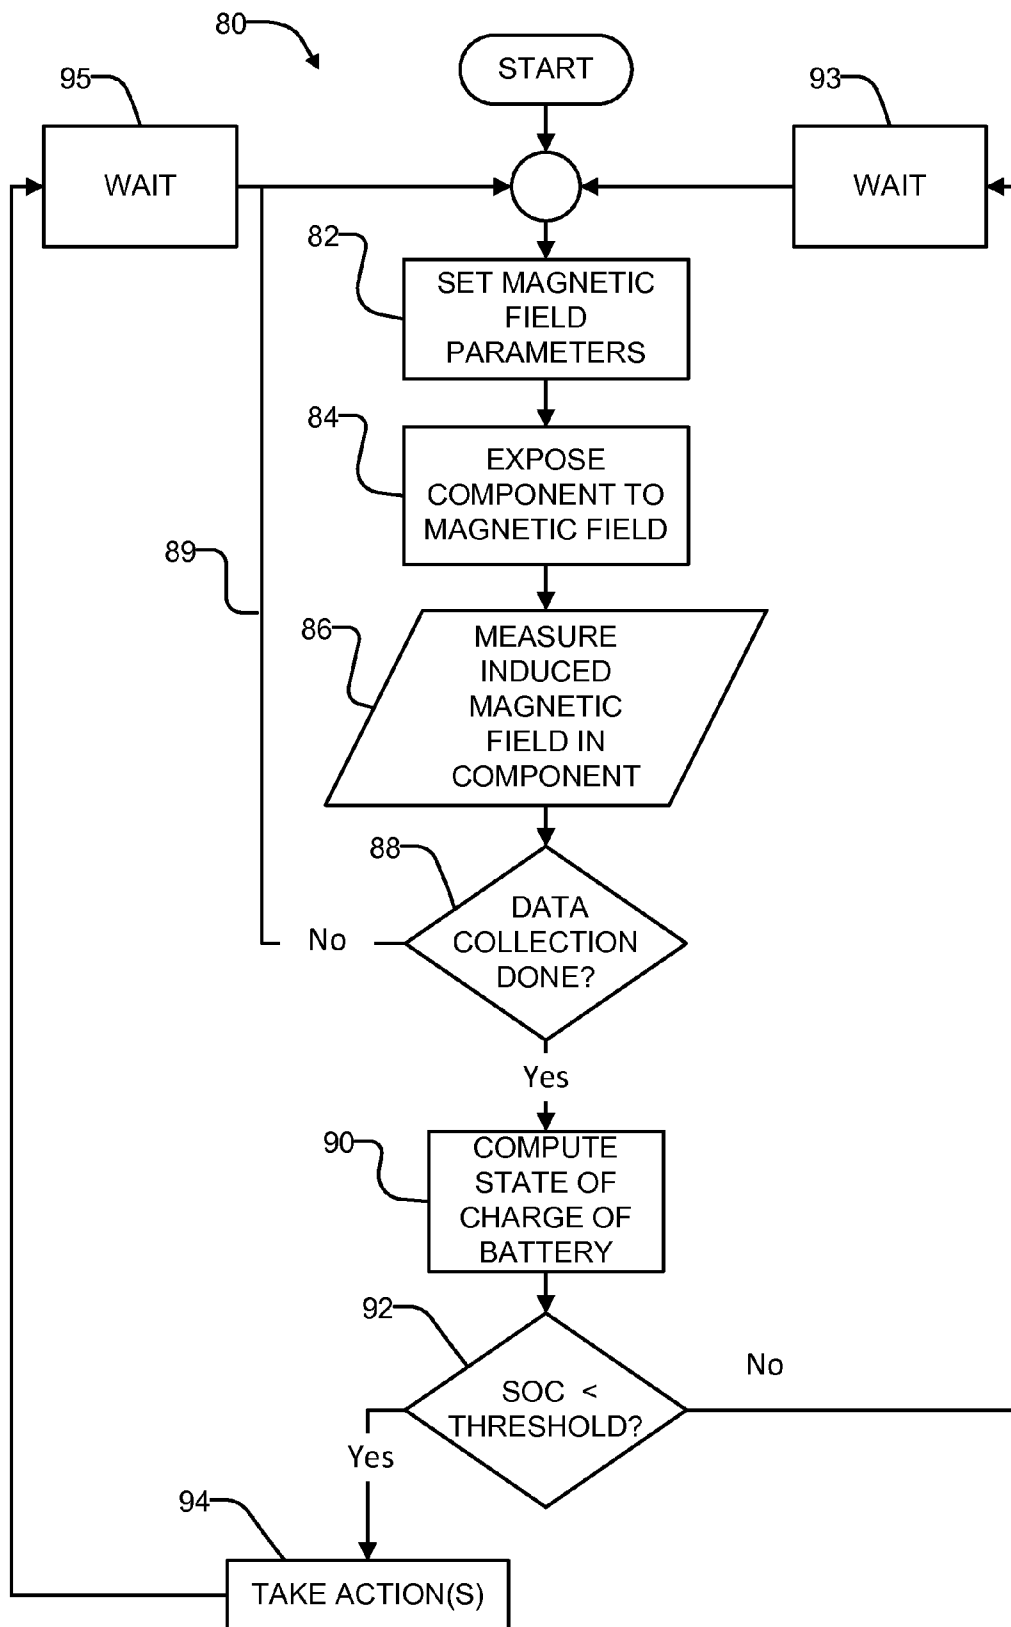 80
START
95
93
WAIT
WAIT
82
SET MAGNETIC
FIELD
PARAMETERS
84
EXPOSE
COMPONENT TO
MAGNETIC FIELD
89
86
MEASURE
INDUCED
MAGNETIC
FIELD IN
COMPONENT
88
DATA
COLLECTION
DONE?
No
Yes
90
COMPUTE
STATE OF
CHARGE OF
BATTERY
92
No
SOC <
THRESHOLD?
Yes
94
TAKE ACTION(S)